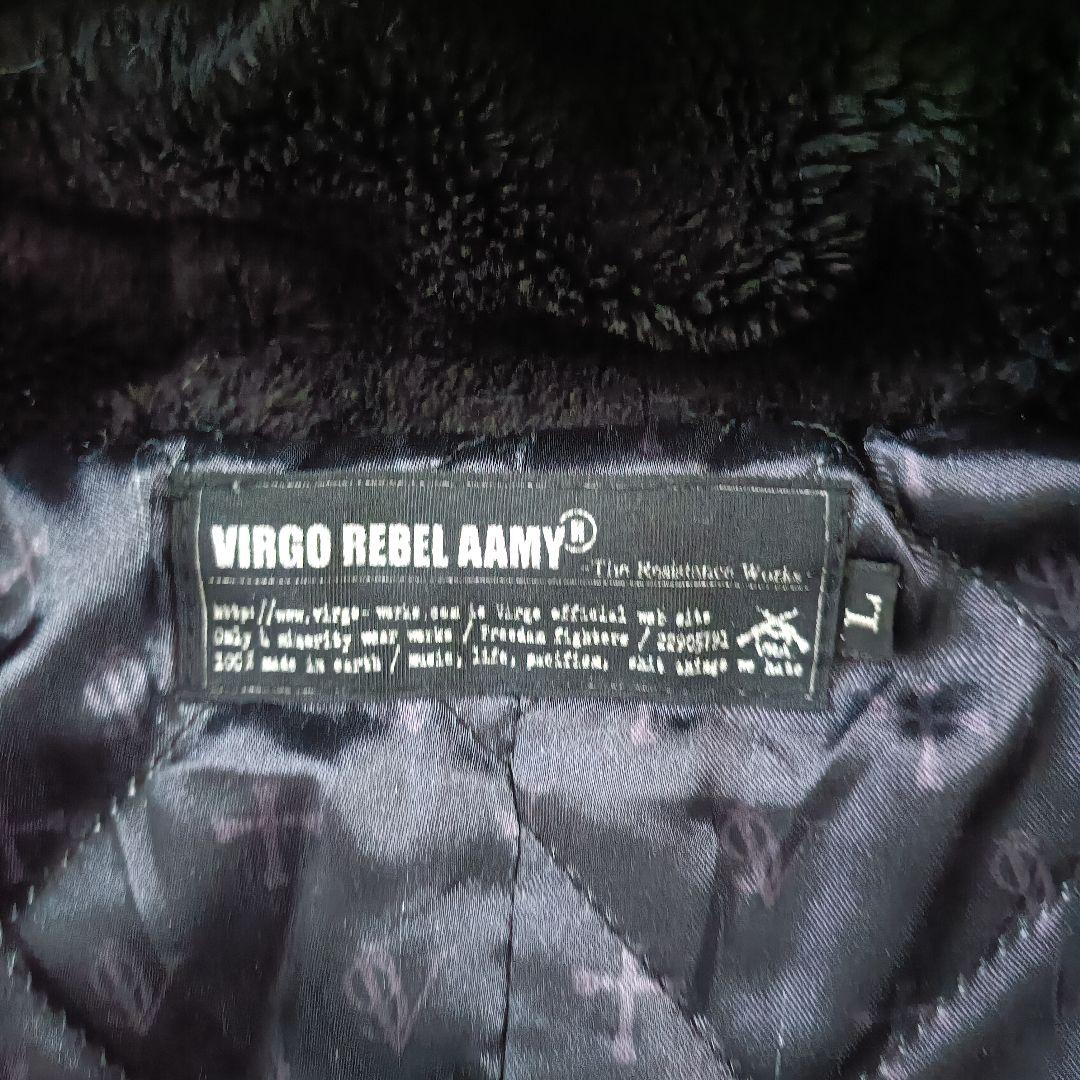 VIRGO REBEL AAMY®
-The Resistance Works-
http://www.virgo-works.com is Virgo official web site
Only a minority wear works / Freedom fighters /
2003 made in earth / music, life, pacifism,
L